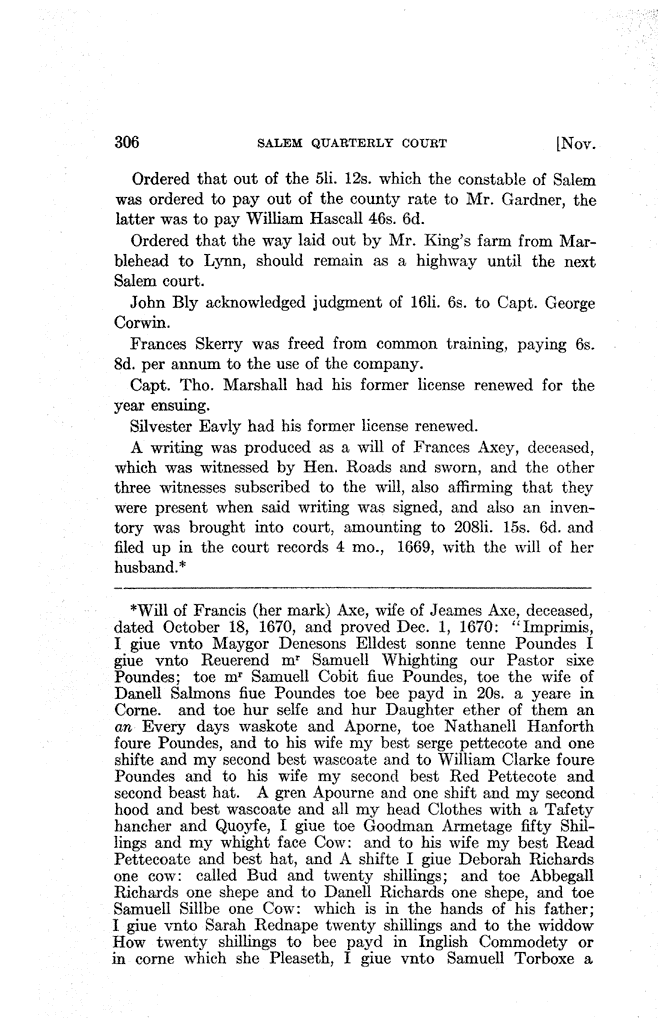 306 SALEM QUARTERLY COURT [Nov.
Ordered that out of the 5li. 12s. which the constable of Salem
was ordered to pay out of the county rate to Mr. Gardner, the
latter was to pay William Hascall 46s. 6d.
Ordered that the way laid out by Mr. King's farm from Mar-
blehead to Lynn, should remain as a highway until the next
Salem court.
John Bly acknowledged judgment of 16li. 6s. to Capt. George
Corwin.
Frances Skerry was freed from common training, paying 6s.
8d. per annum to the use of the company.
Capt. Tho. Marshall had his former license renewed for the
year ensuing.
Silvester Eavly had his former license renewed.
A writing was produced as a will of Frances Axey, deceased,
which was witnessed by Hen. Roads and sworn, and the other
three witnesses subscribed to the will, also affirming that they
were present when said writing was signed, and also an inven-
tory was brought into court, amounting to 208li. 15s. 6d. and
filed up in the court records 4 mo., 1669, with the will of her
husband.*
*Will of Francis (her mark) Axe, wife of Jeames Axe, deceased,
dated October 18, 1670, and proved Dec. 1, 1670: "Imprimis,
I giue vnto Maygor Denesons Elldest sonne tenne Poundes I
giue vnto Reuerend mr Samuell Whighting our Pastor sixe
Poundes; toe mr Samuell Cobit fiue Poundes, toe the wife of
Danell Salmons fiue Poundes toe bee payd in 20s. a yeare in
Corne. and toe hur selfe and hur Daughter ether of them an
an Every days waskote and Aporne, toe Nathanell Hanforth
foure Poundes, and to his wife my best serge pettecote and one
shifte and my second best wascoate and to William Clarke foure
Poundes and to his wife my second best Red Pettecote and
second beast hat. A gren Apourne and one shift and my second
hood and best wascoate and all my head Clothes with a Tafety
hancher and Quoyfe, I giue toe Goodman Armetage fifty Shil-
lings and my whight face Cow: and to his wife my best Read
Pettecoate and best hat, and A shifte I giue Deborah Richards
one cow: called Bud and twenty shillings; and toe Abbegall
Richards one shepe and to Danell Richards one shepe, and toe
Samuell Sillbe one Cow: which is in the hands of his father;
I giue vnto Sarah Rednape twenty shillings and to the widdow
How twenty shillings to bee payd in Inglish Commodety or
in corne which she Pleaseth, I giue vnto Samuell Torboxe a